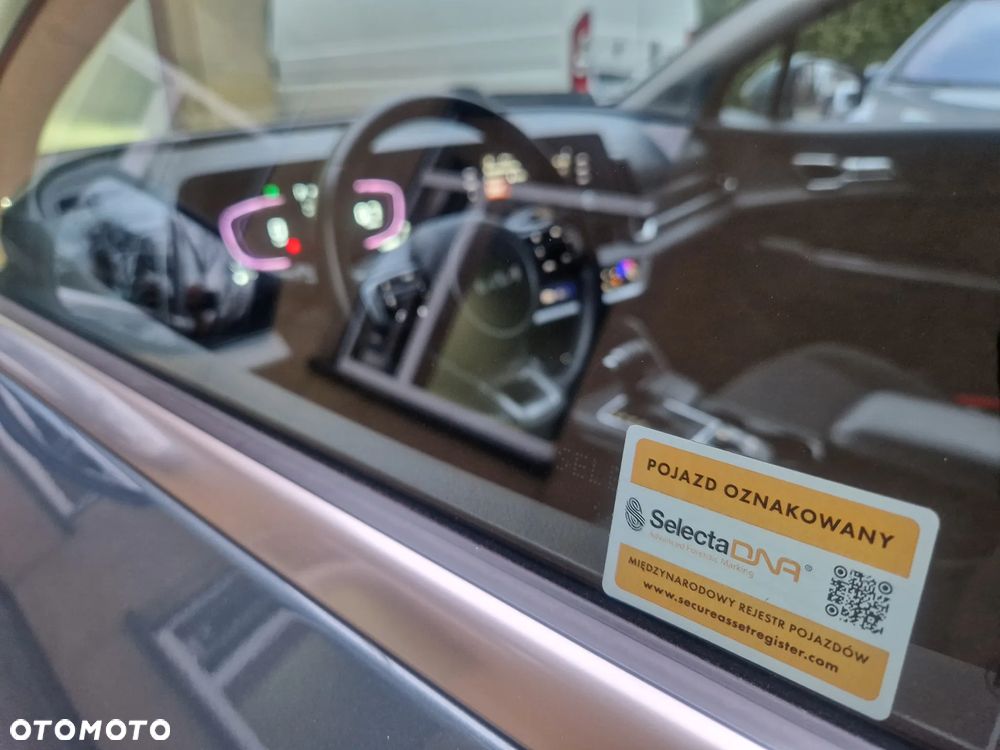 POJAZD OZNAKOWANY
SelectaDNA®
Advanced Forensic Marking
MIĘDZYNARODOWY REJESTR POJAZDÓW
www.secureassetregister.com
OTOMOTO